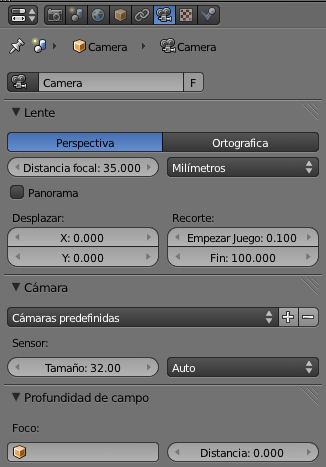 Camera Camera
Camera F
Lente
Perspectiva Ortografica
Distancia focal: 35.000 Milímetros
Panorama
Desplazar: Recorte:
X: 0.000 Empezar Juego: 0.100
Y: 0.000 Fin: 100.000
Cámara
Cámaras predefinidas
Sensor:
Tamaño: 32.00 Auto
Profundidad de campo
Foco:
Distancia: 0.000